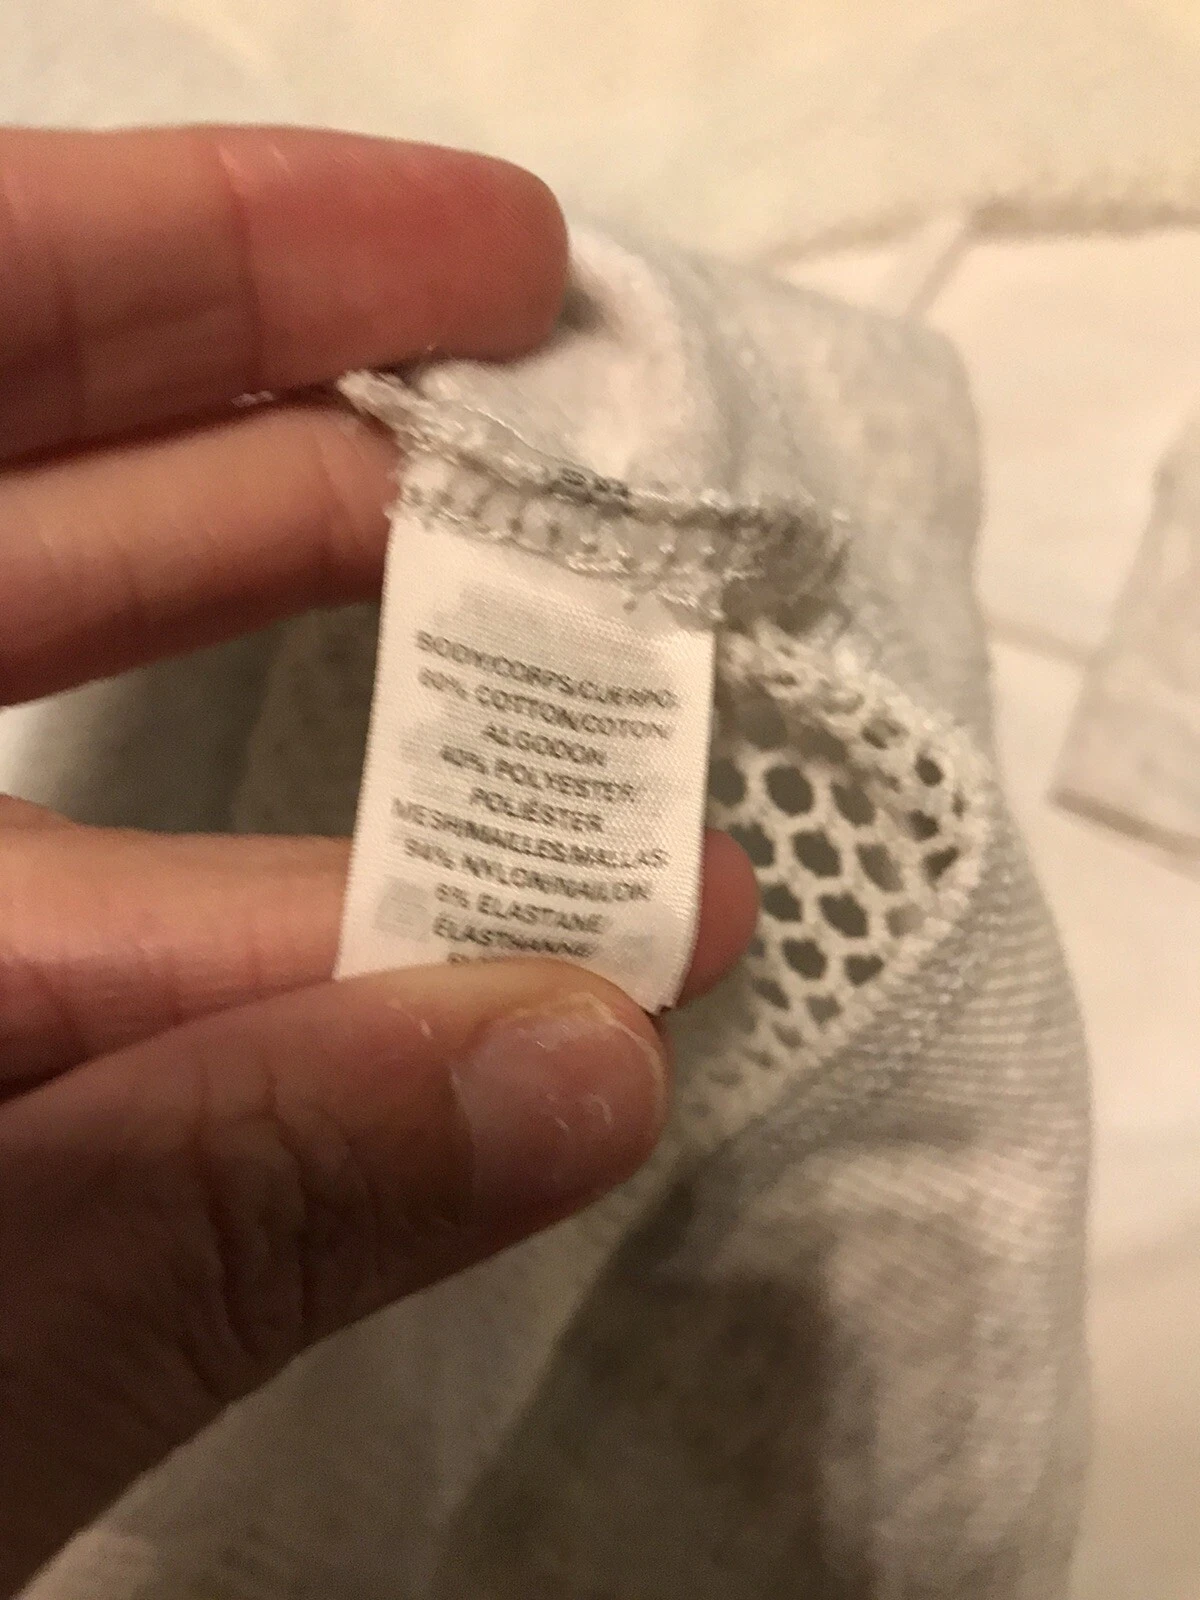 BODY/CORPS/CUERPO:
60% COTTON/COTON/
ALGODON
40% POLYESTER/
POLIÉSTER
MESH/MAILLES/MALLAS:
94% NYLON/NAILON
6% ELASTANE/
ÉLASTHANNE/